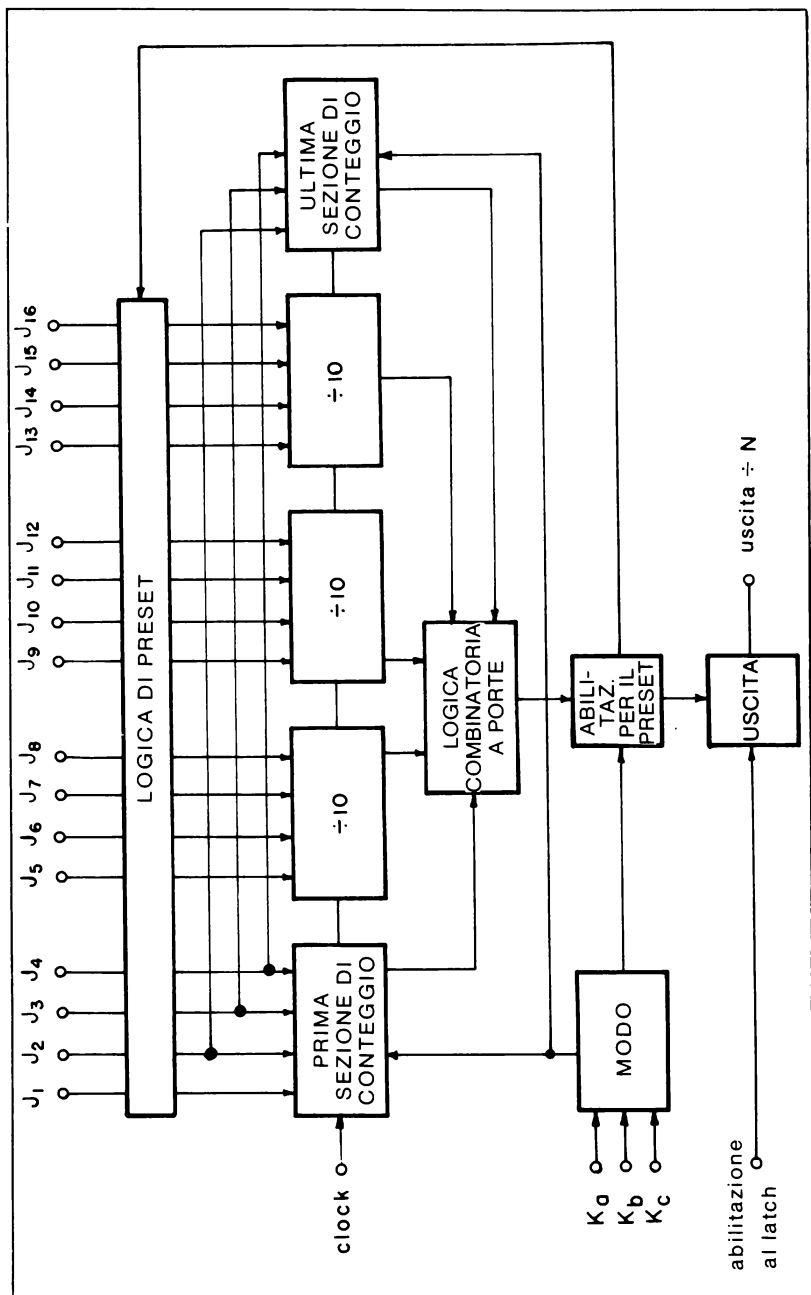 J1 J2 J3 J4 J5 J6 J7 J8 J9 J10 J11 J12 J13 J14 J15 J16
LOGICA DI PRESET
clock
PRIMA
SEZIONE DI
CONTEGGIO
÷10
÷10
÷10
ULTIMA
SEZIONE DI
CONTEGGIO
LOGICA
COMBINATORIA
A PORTE
Ka
Kb
Kc
MODO
ABILI-
TAZ.
PER IL
PRESET
abilitazione
al latch
USCITA
uscita ÷ N